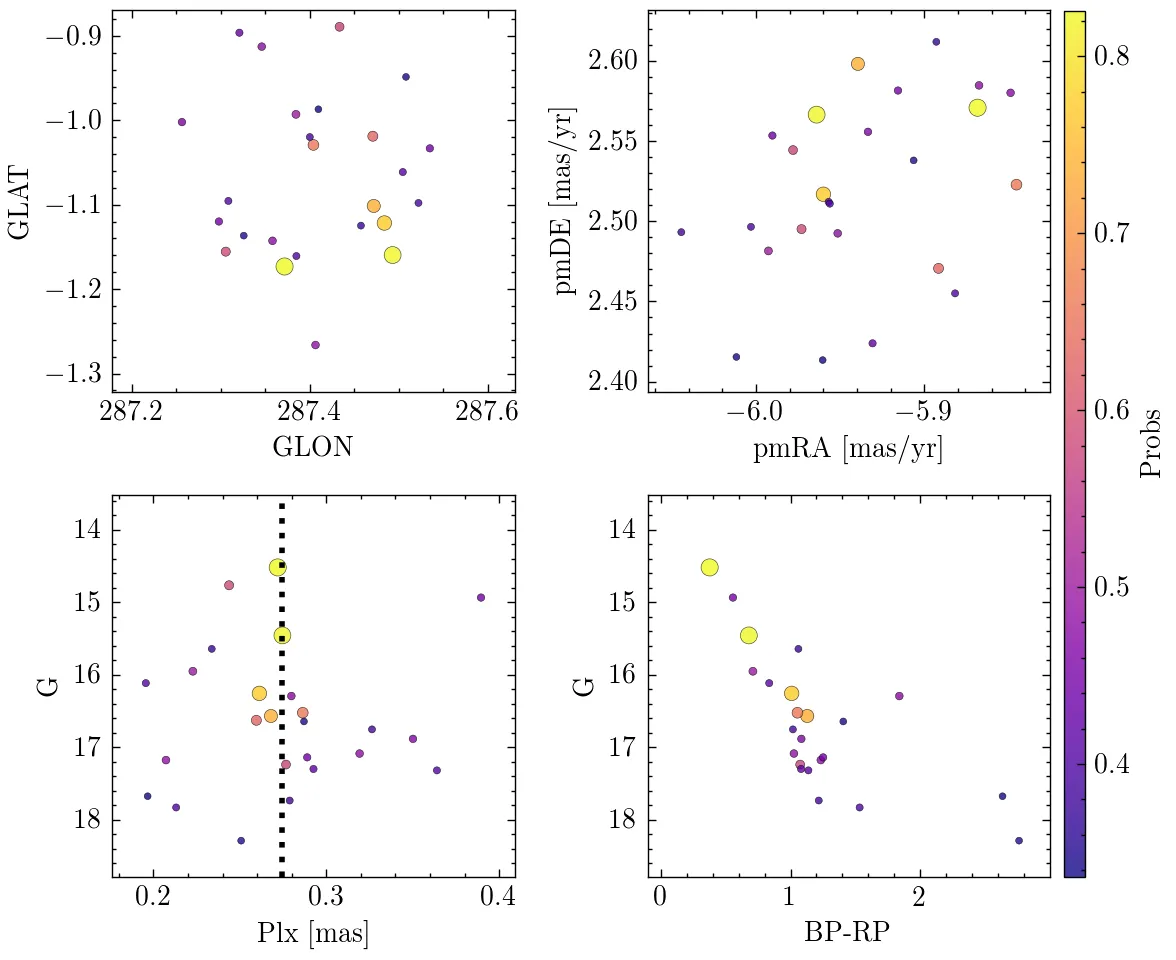 −0.9
−1.0
−1.1
−1.2
−1.3
GLAT
287.2 287.4 287.6
GLON
2.60
2.55
2.50
2.45
2.40
pmDE [mas/yr]
−6.0 −5.9
pmRA [mas/yr]
14
15
16
17
18
G
0.2 0.3 0.4
Plx [mas]
14
15
16
17
18
G
0 1 2
BP-RP
0.8
0.7
0.6
0.5
0.4
Probs